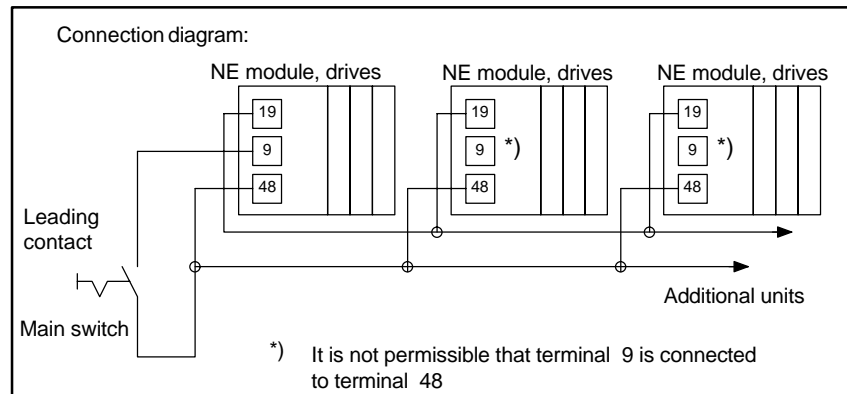 Connection diagram:
NE module, drives NE module, drives NE module, drives
19 19 19
9 9 *) 9 *)
48 48 48
Leading
contact
Additional units
Main switch
*) It is not permissible that terminal 9 is connected
to terminal 48